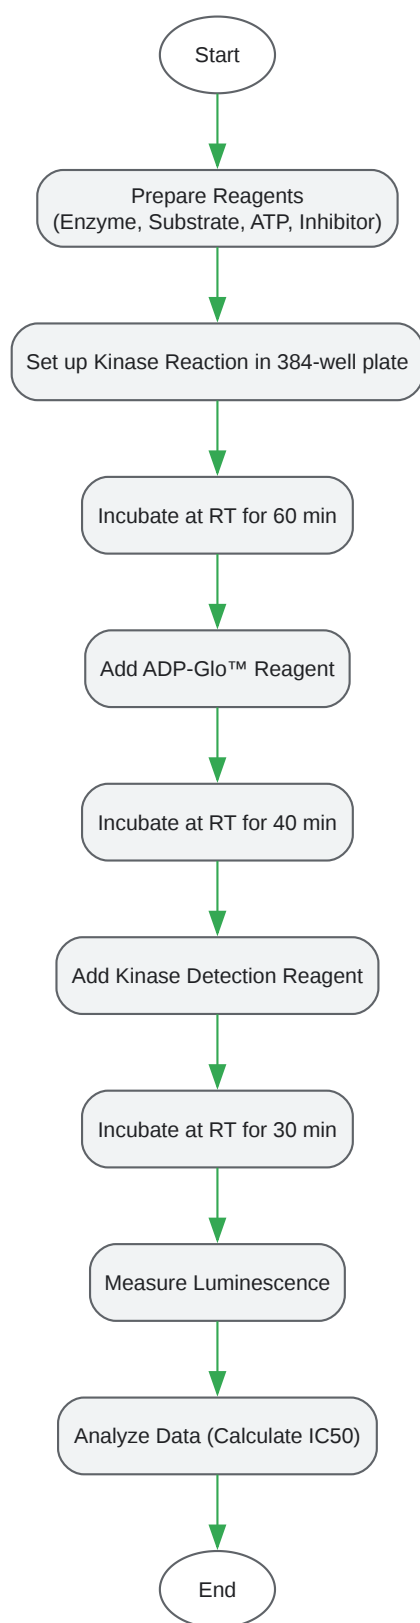 Start
Prepare Reagents
(Enzyme, Substrate, ATP, Inhibitor)
Set up Kinase Reaction in 384-well plate
Incubate at RT for 60 min
Add ADP-Glo™ Reagent
Incubate at RT for 40 min
Add Kinase Detection Reagent
Incubate at RT for 30 min
Measure Luminescence
Analyze Data (Calculate IC50)
End